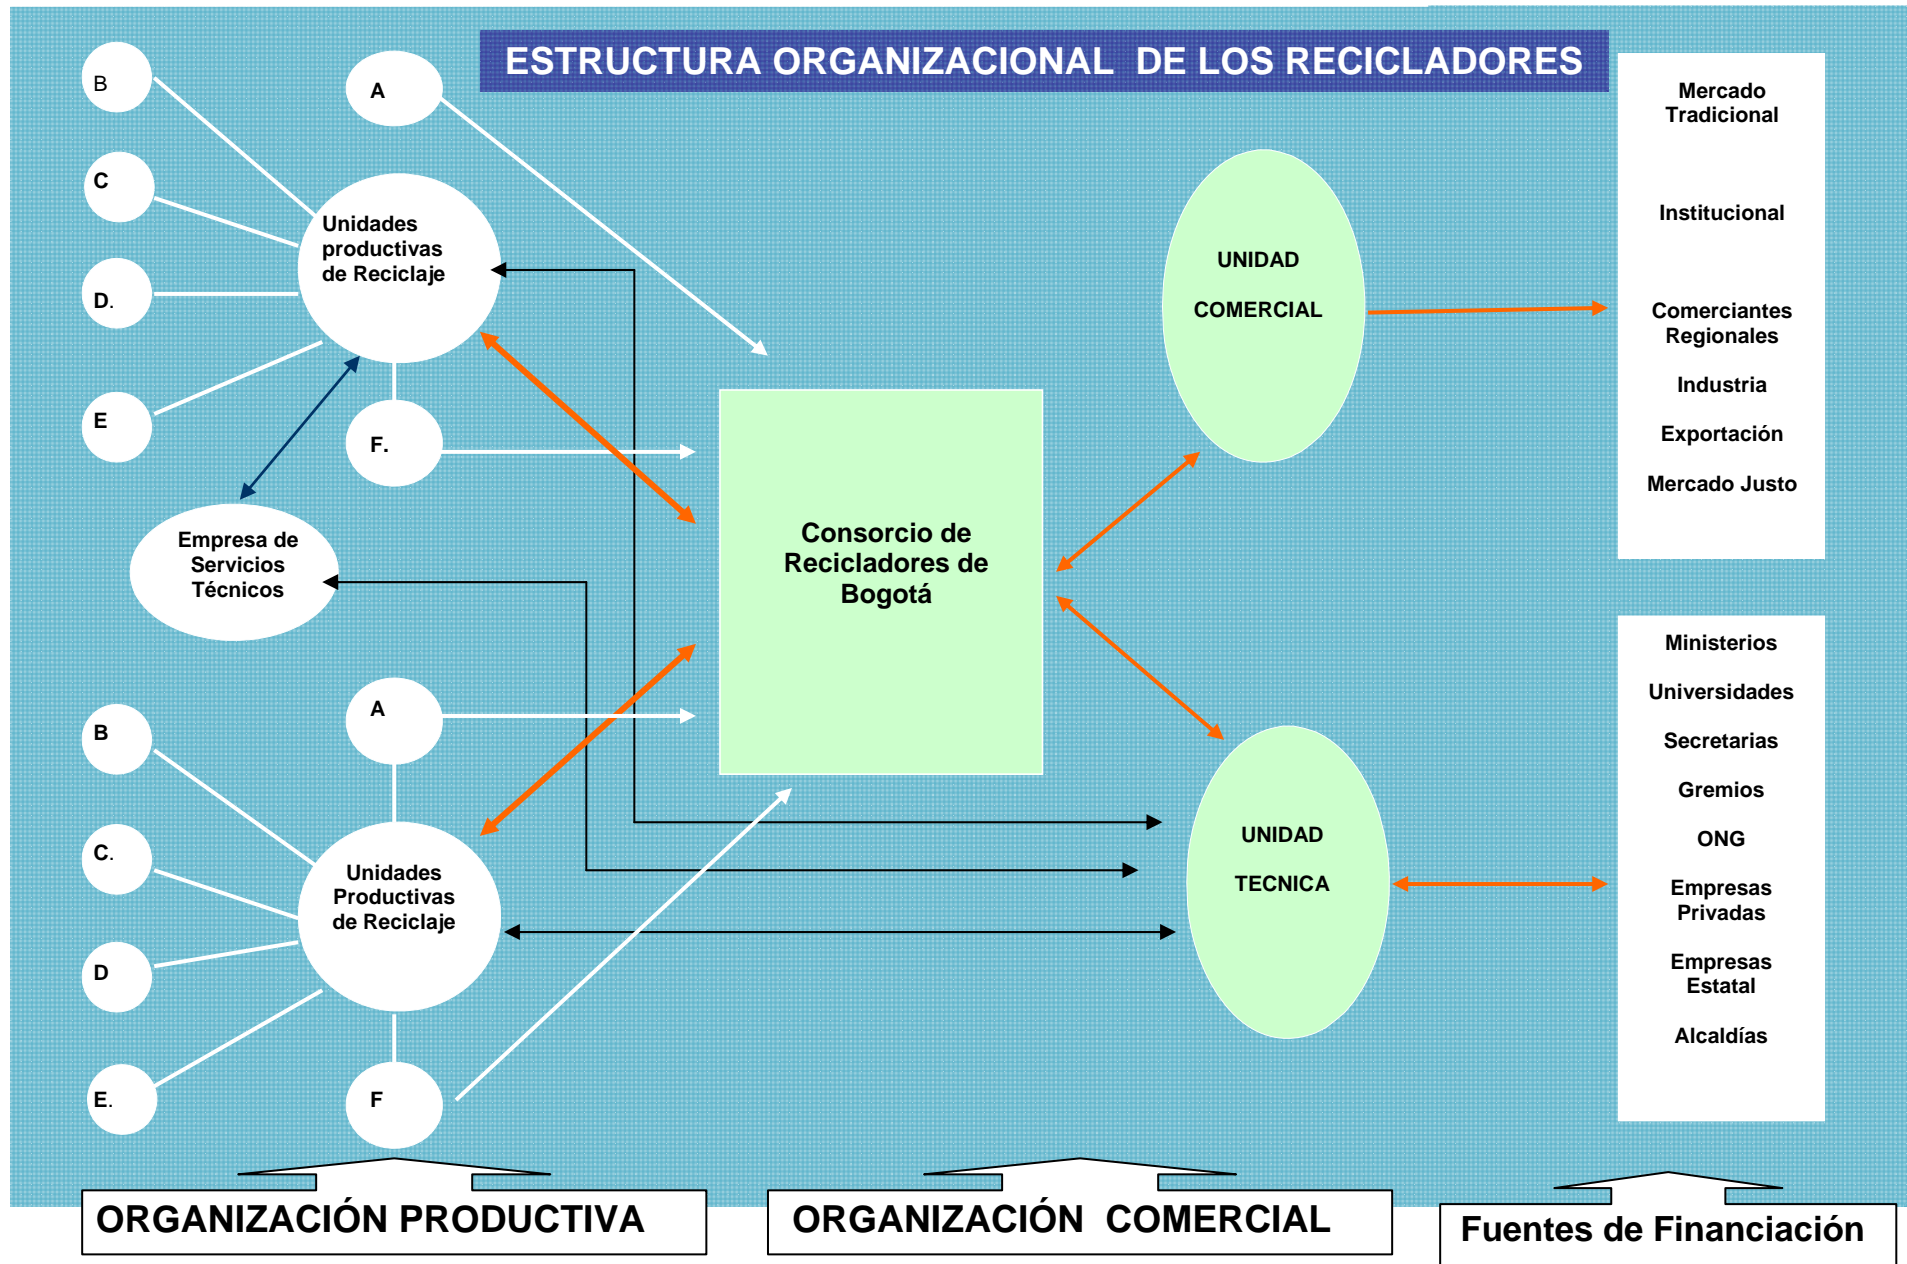 ESTRUCTURA ORGANIZACIONAL  DE LOS RECICLADORES
B
A
C
D.
E
F.
Unidades
productivas
de Reciclaje
Empresa de
Servicios
Técnicos
A
B
C.
D
E.
F
Unidades
Productivas
de Reciclaje
Consorcio de
Recicladores de
Bogotá
UNIDAD
COMERCIAL
UNIDAD
TECNICA
Mercado
Tradicional
Institucional
Comerciantes
Regionales
Industria
Exportación
Mercado Justo
Ministerios
Universidades
Secretarias
Gremios
ONG
Empresas
Privadas
Empresas
Estatal
Alcaldías
ORGANIZACIÓN PRODUCTIVA
ORGANIZACIÓN  COMERCIAL
Fuentes de Financiación